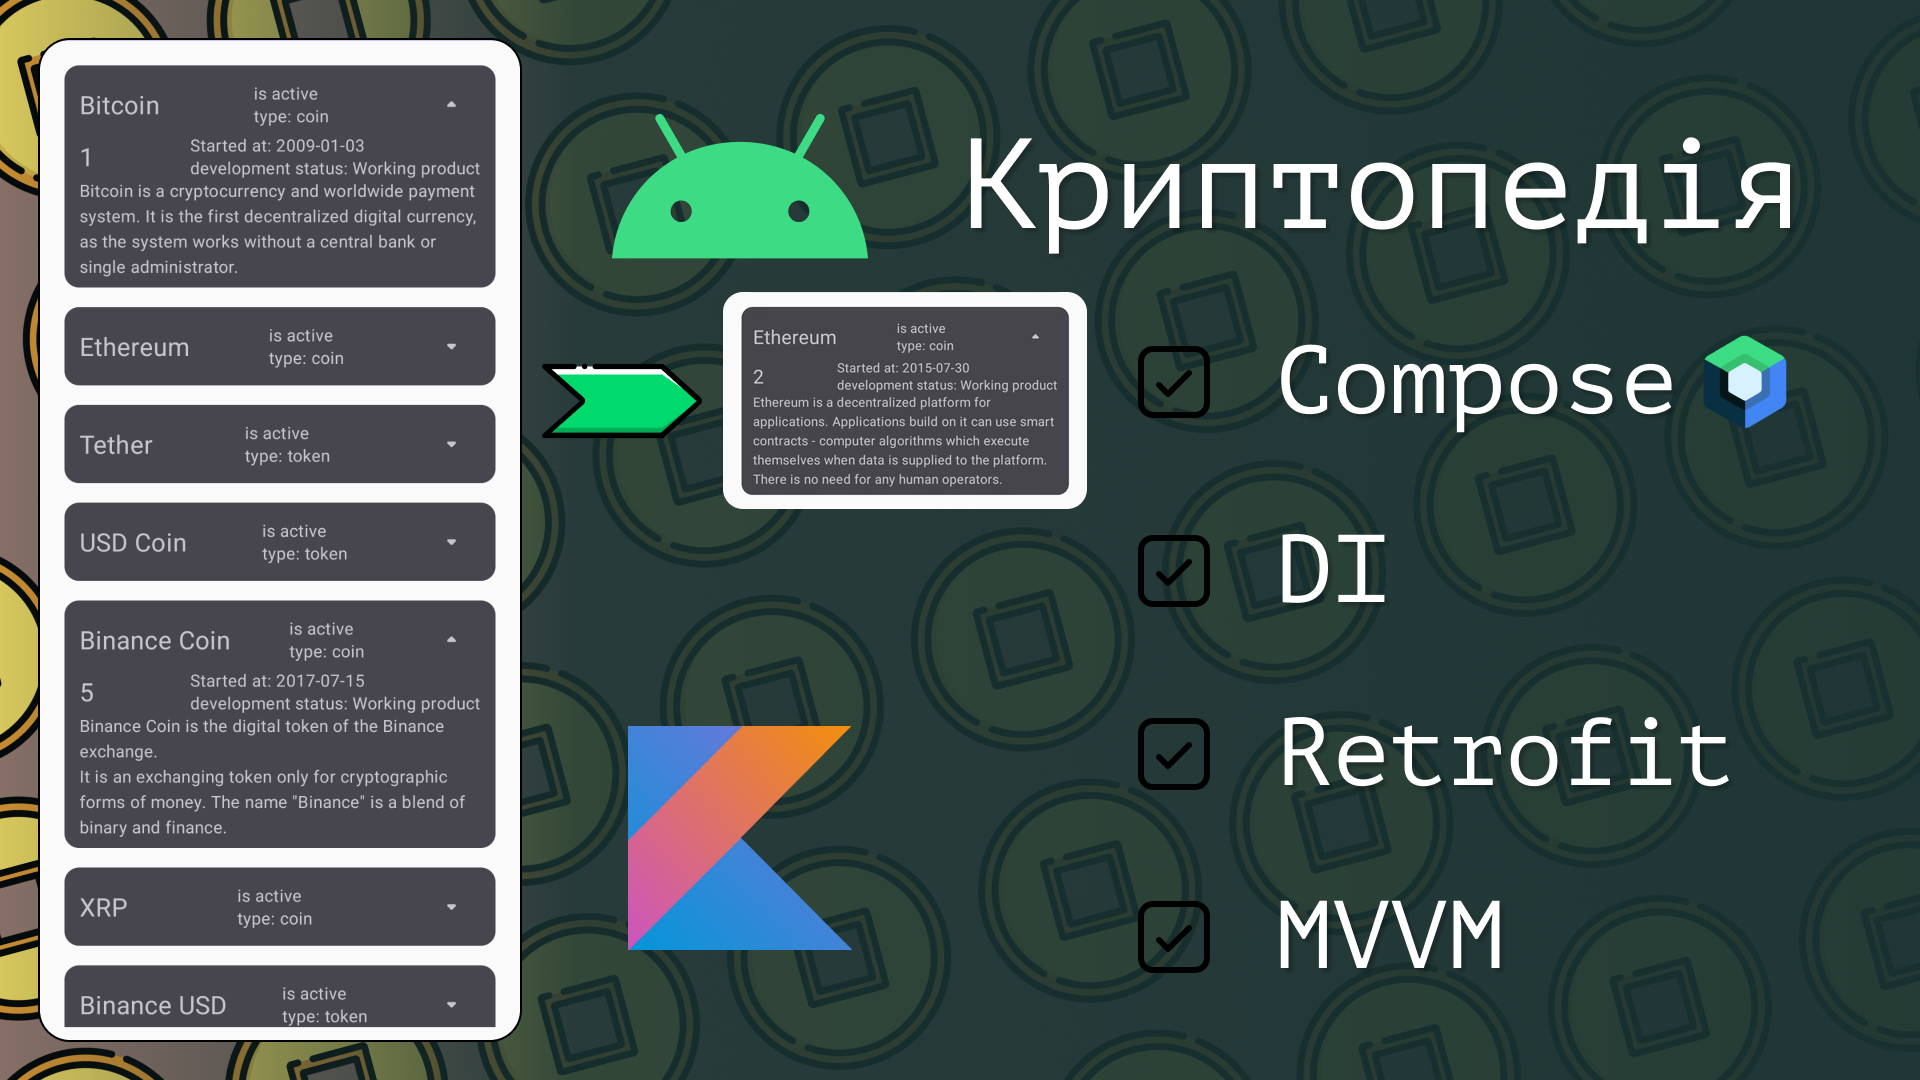 Bitcoin
is active
type: coin
1
Started at: 2009-01-03
development status: Working product
Bitcoin is a cryptocurrency and worldwide payment
system. It is the first decentralized digital currency,
as the system works without a central bank or
single administrator.
Ethereum
is active
type: coin
Tether
is active
type: token
USD Coin
is active
type: token
Binance Coin
is active
type: coin
5
Started at: 2017-07-15
development status: Working product
Binance Coin is the digital token of the Binance
exchange.
It is an exchanging token only for cryptographic
forms of money. The name "Binance" is a blend of
binary and finance.
XRP
is active
type: coin
Binance USD
is active
type: token
Криптопедія
Ethereum
is active
type: coin
2
Started at: 2015-07-30
development status: Working product
Ethereum is a decentralized platform for
applications. Applications build on it can use smart
contracts - computer algorithms which execute
themselves when data is supplied to the platform.
There is no need for any human operators.
Compose
DI
Retrofit
MVVM